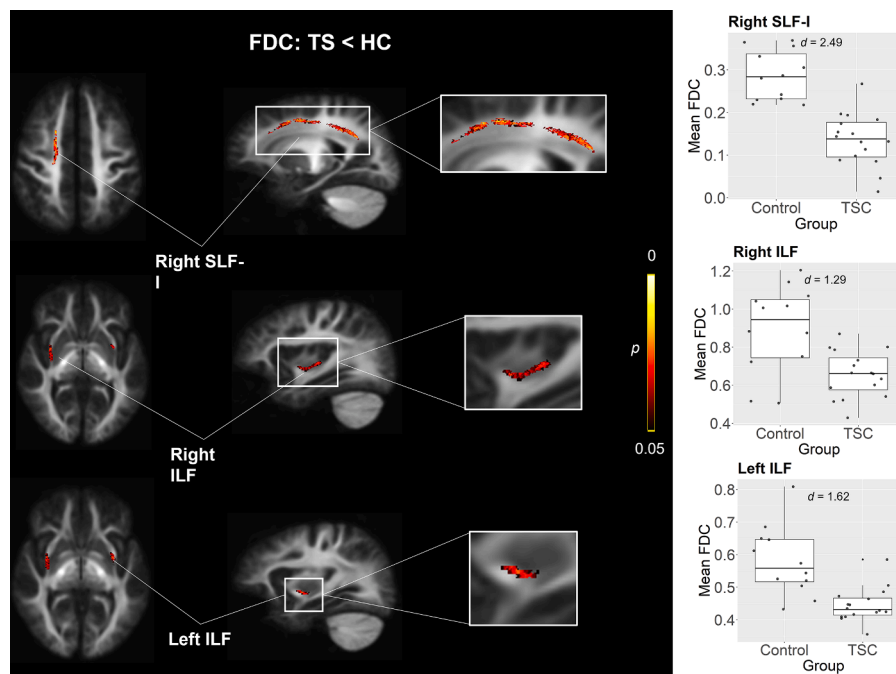 FDC: TS < HC
Right SLF-
I
Right
ILF
Left ILF
0
p
0.05
Right SLF-I
d = 2.49
Mean FDC
0.3
0.2
0.1
0.0
Control
TSC
Group
Right ILF
d = 1.29
Mean FDC
1.2
1.0
0.8
0.6
0.4
Control
TSC
Group
Left ILF
d = 1.62
Mean FDC
0.8
0.7
0.6
0.5
0.4
Control
TSC
Group